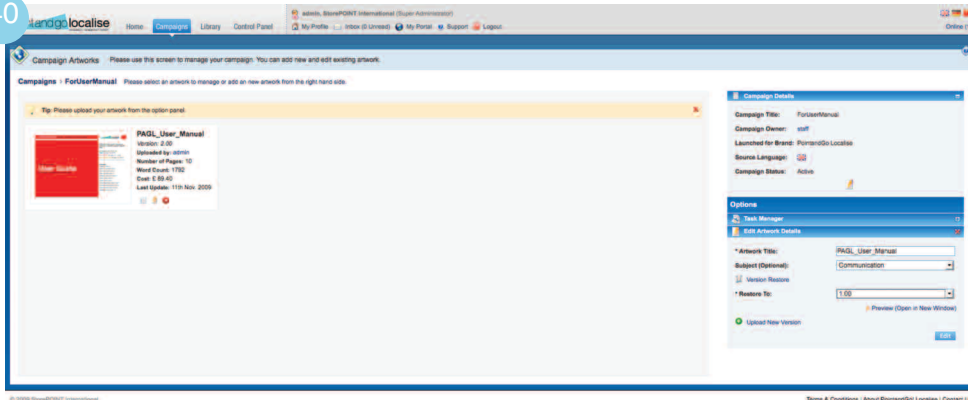 0
andgo localise
Home Campaigns Library Control Panel
admin, StorePOINT International (Super Administrator)
My Profile Inbox (0 Unread) My Portal Support Logout
Online (
Campaign Artworks Please use this screen to manage your campaign. You can add new and edit existing artwork.
Campaigns > ForUserManual Please select an artwork to manage or add an new artwork from the right hand side.
Tip: Please upload your artwork from the option panel.
User Guide
PAGL_User_Manual
Version: 2.00
Uploaded by: admin
Number of Pages: 10
Word Count: 1792
Cost: £ 89.40
Last Update: 11th Nov. 2009
Campaign Details
Campaign Title: ForUserManual
Campaign Owner: staff
Launched for Brand: PointandGo Localise
Source Language:
Campaign Status: Active
Options
Task Manager
Edit Artwork Details
* Artwork Title: PAGL_User_Manual
Subject (Optional): Communication
Version Restore
* Restore To: 1.00
Preview (Open in New Window)
Upload New Version
Edit
© 2009 StorePOINT International
Terms & Conditions | About PointandGo! Localise | Contact U